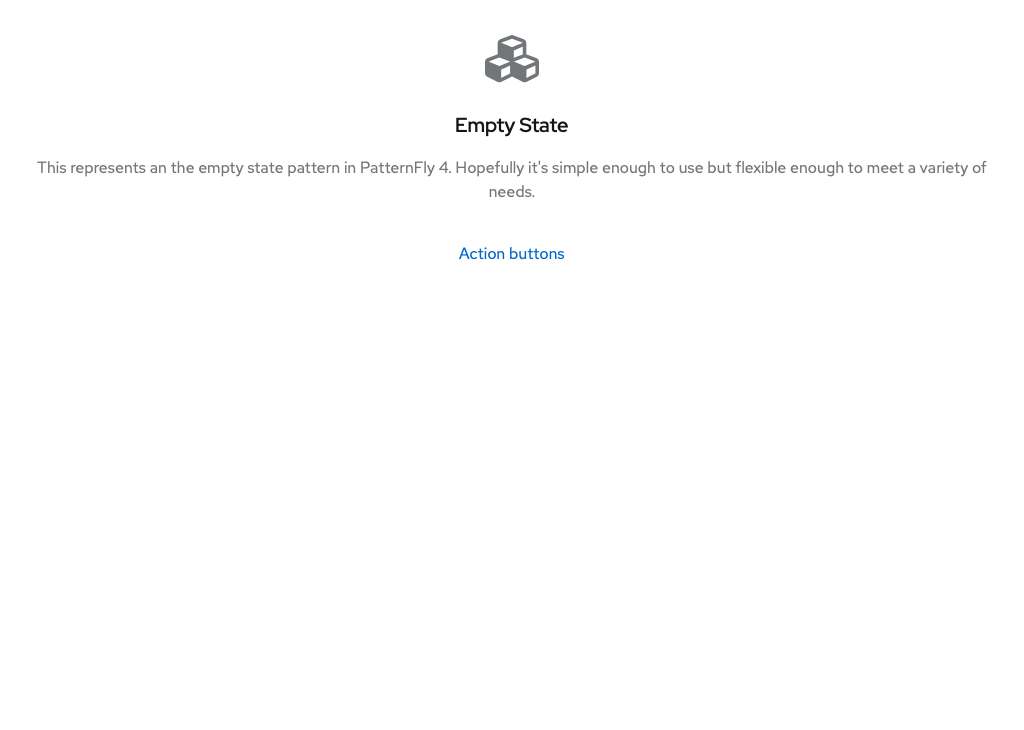 Empty State
This represents an the empty state pattern in PatternFly 4. Hopefully it's simple enough to use but flexible enough to meet a variety of
needs.
Action buttons